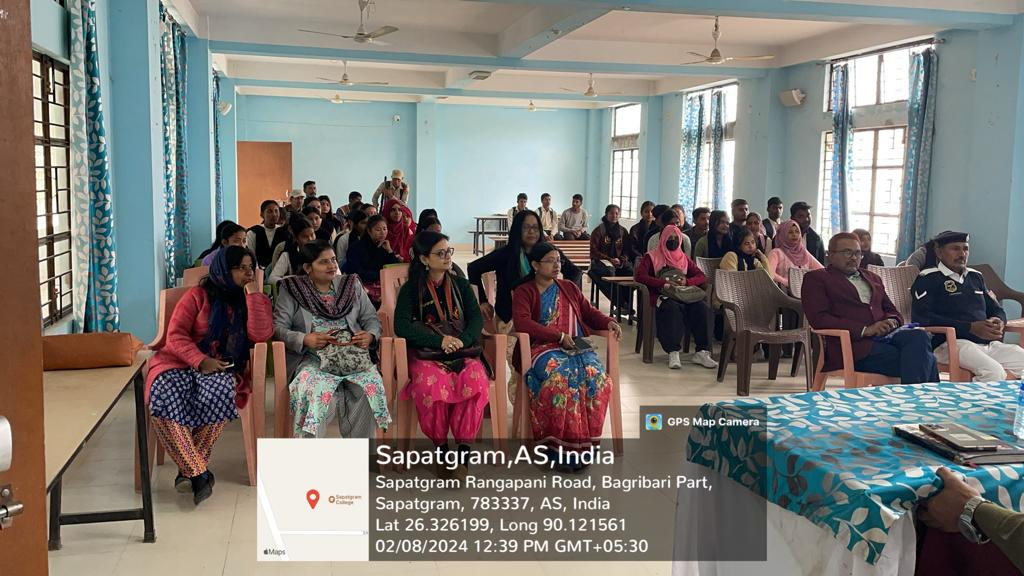 GPS Map Camera
Sapatgram,AS,India
Sapatgram Rangapani Road, Bagribari Part,
Sapatgram, 783337, AS, India
Lat 26.326199, Long 90.121561
02/08/2024 12:39 PM GMT+05:30
Sapatgram
College
Maps